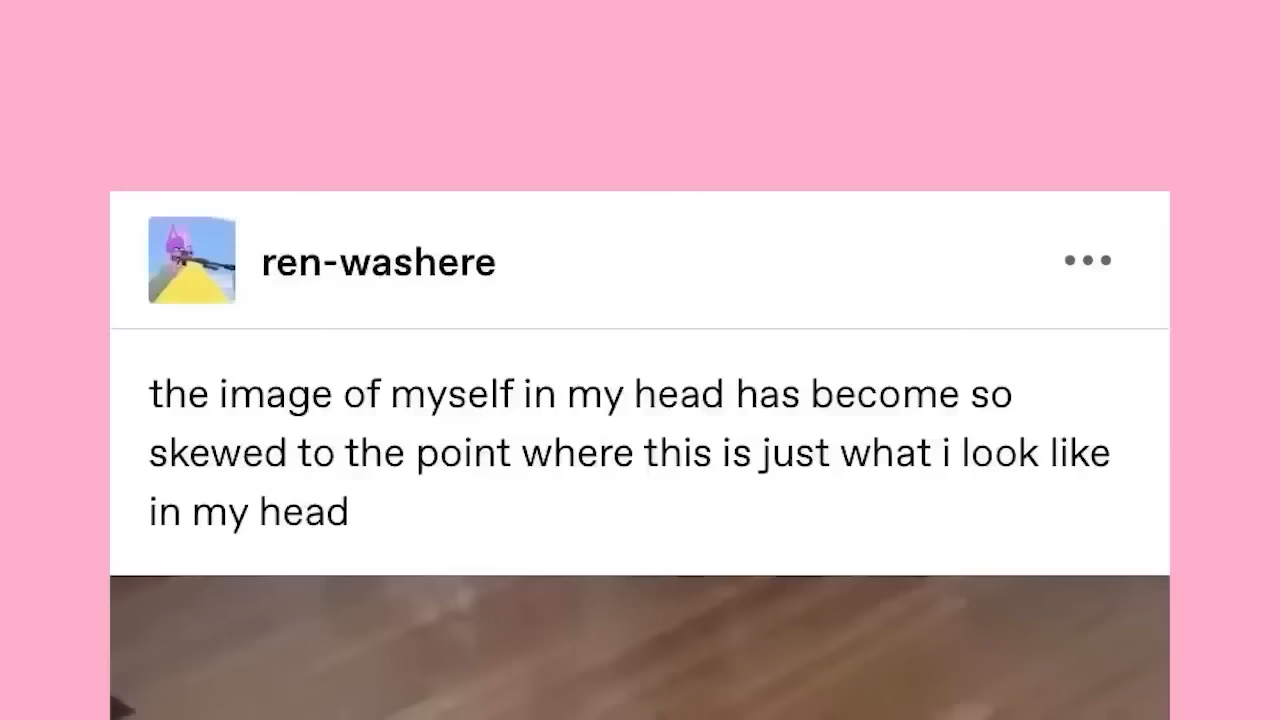 ren-washere
the image of myself in my head has become so
skewed to the point where this is just what i look like
in my head